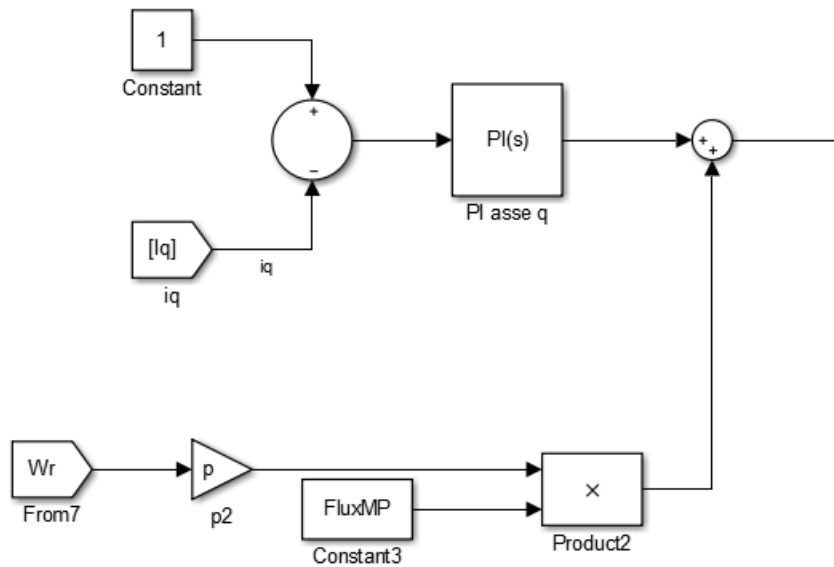 1
Constant
+
−
PI(s)
PI asse q
+
+
[Iq]
iq
iq
Wr
From7
p
p2
FluxMP
Constant3
×
Product2